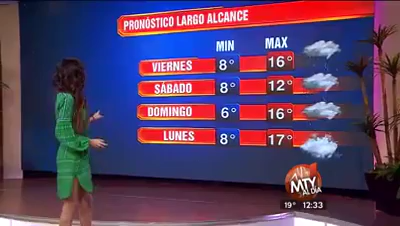 PRONÓSTICO LARGO ALCANCE
MIN MAX
VIERNES 8° 16°
SÁBADO 8° 12°
DOMINGO 6° 16°
LUNES 8° 17°
MTY
AL DÍA
19° 12:33